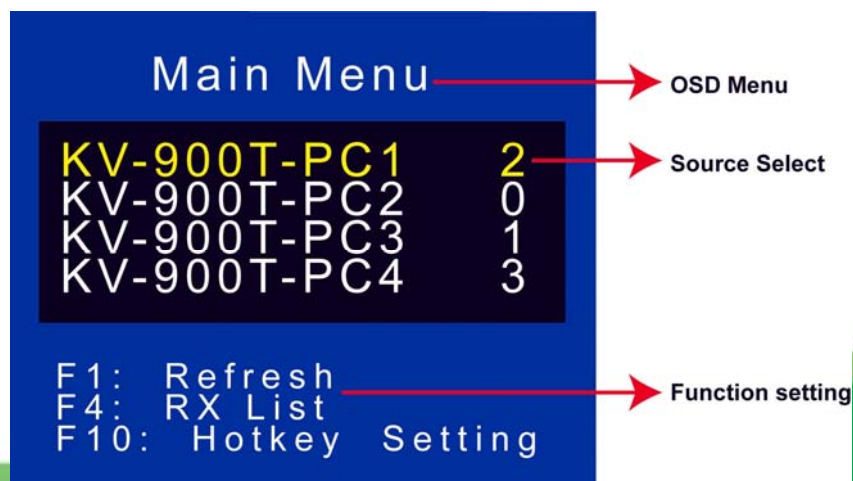 Main Menu
OSD Menu
KV-900T-PC1 2
Source Select
KV-900T-PC2 0
KV-900T-PC3 1
KV-900T-PC4 3
F1: Refresh
F4: RX List
Function setting
F10: Hotkey Setting